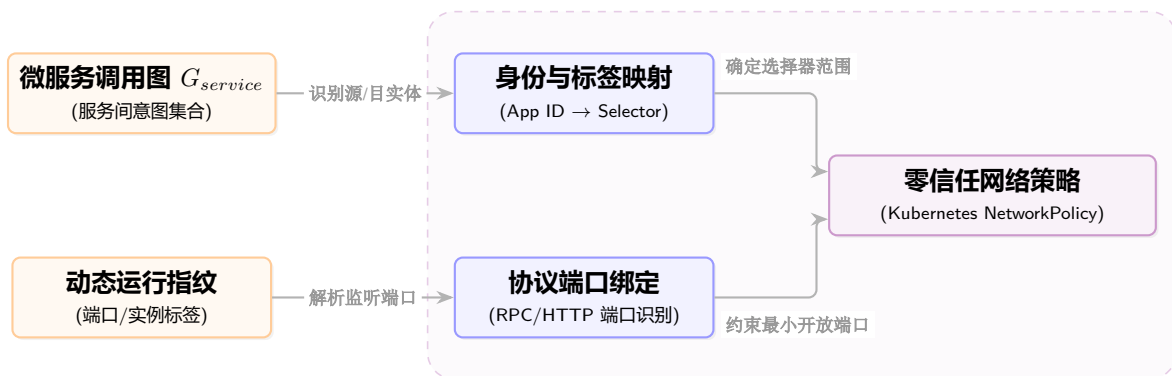 微服务调用图 G_service
(服务间意图集合)
识别源/目实体
身份与标签映射
(App ID → Selector)
确定选择器范围
零信任网络策略
(Kubernetes NetworkPolicy)
动态运行指纹
(端口/实例标签)
解析监听端口
协议端口绑定
(RPC/HTTP 端口识别)
约束最小开放端口